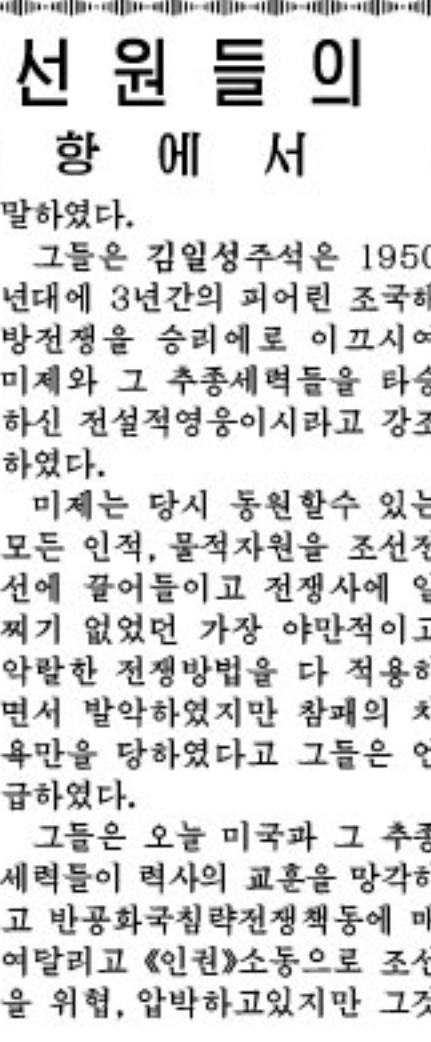 선원들의
항에서
말하였다.
그들은 김일성주석은 1950
년대에 3년간의 피어린 조국해
방전쟁을 승리에로 이끄시여
미제와 그 추종세력들을 타승
하신 전설적영웅이시라고 강조
하였다.
미제는 당시 동원할수 있는
모든 인적, 물적자원을 조선전
선에 끌어들이고 전쟁사에 일
찌기 없었던 가장 야만적이고
악랄한 전쟁방법을 다 적용하
면서 발악하였지만 참패의 치
욕만을 당하였다고 그들은 언
급하였다.
그들은 오늘 미국과 그 추종
세력들이 력사의 교훈을 망각하
고 반공화국침략전쟁책동에 매
여달리고 《인권》소동으로 조선
을 위협, 압박하고있지만 그것